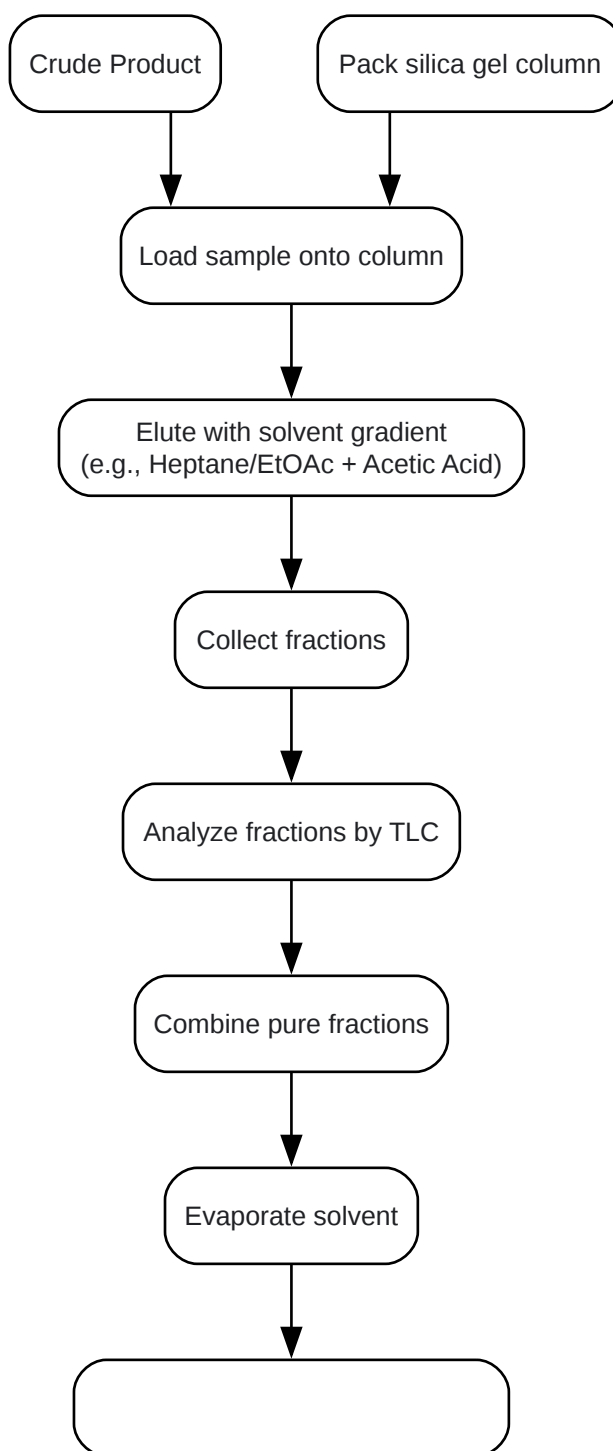 Crude Product
Pack silica gel column
Load sample onto column
Elute with solvent gradient
(e.g., Heptane/EtOAc + Acetic Acid)
Collect fractions
Analyze fractions by TLC
Combine pure fractions
Evaporate solvent